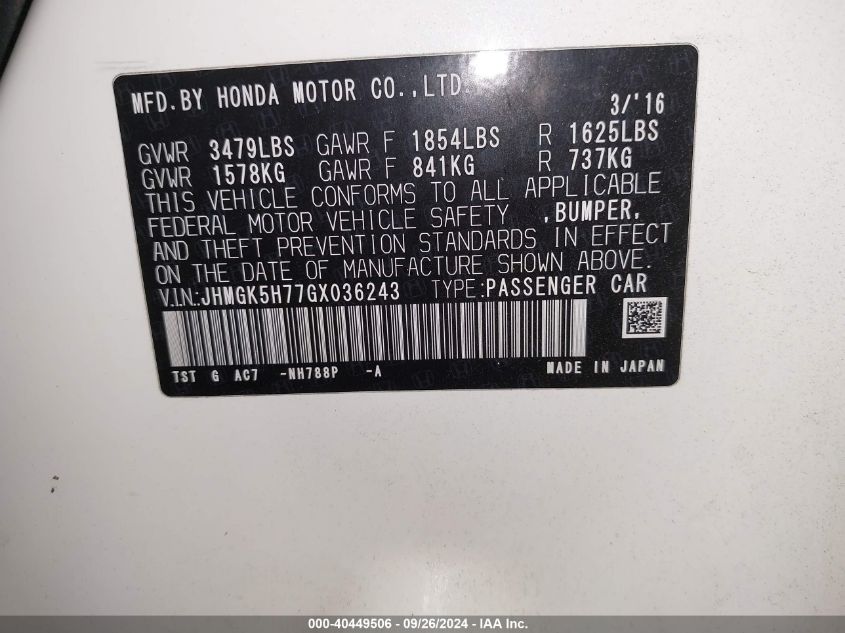 MFD.BY HONDA MOTOR CO.,LTD. 3/'16
GVWR 3479LBS GAWR F 1854LBS R 1625LBS
GVWR 1578KG GAWR F 841KG R 737KG
THIS VEHICLE CONFORMS TO ALL APPLICABLE
FEDERAL MOTOR VEHICLE SAFETY ,BUMPER,
AND THEFT PREVENTION STANDARDS IN EFFECT
ON THE DATE OF MANUFACTURE SHOWN ABOVE.
V.I.N.:JHMGK5H77GX036243 TYPE:PASSENGER CAR
TST G AC7 -NH788P -A MADE IN JAPAN
000-40449506 - 09/26/2024 - IAA, Inc.